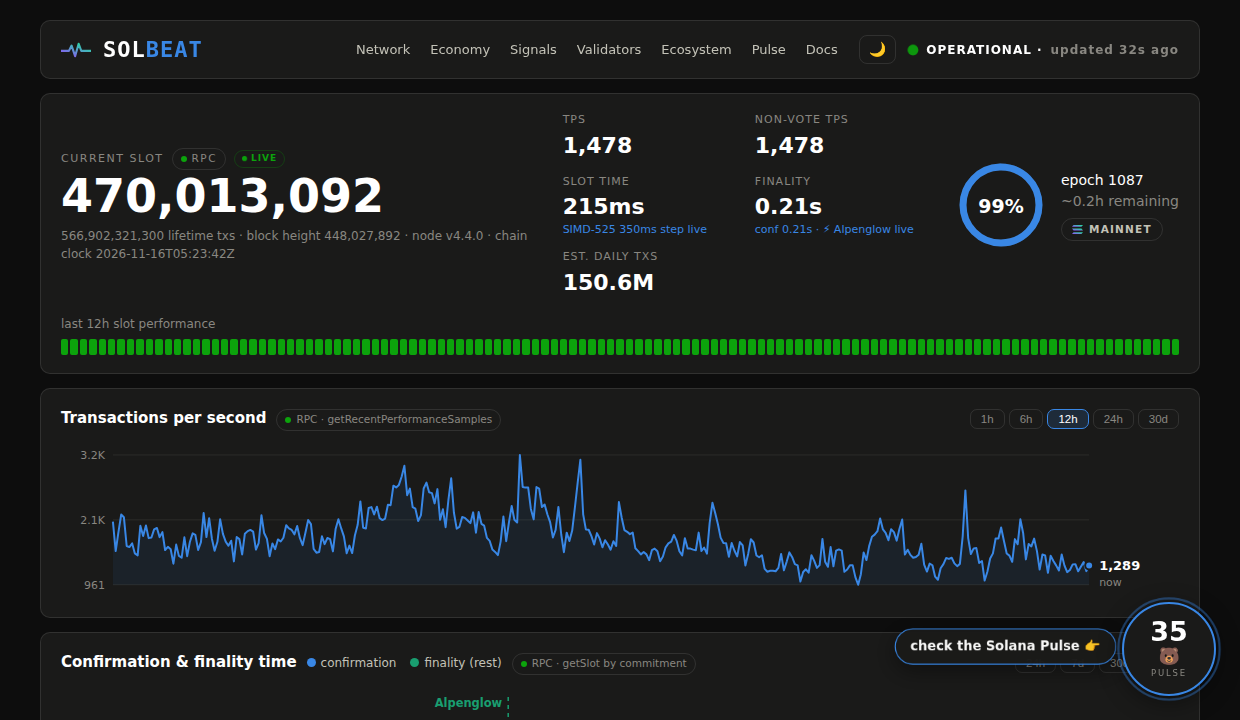 SOLBEAT
Network Economy Signals Validators Ecosystem Pulse Docs 🌙 OPERATIONAL · updated 32s ago
CURRENT SLOT RPC LIVE
470,013,092
566,902,321,300 lifetime txs · block height 448,027,892 · node v4.4.0 · chain
clock 2026-11-16T05:23:42Z
TPS
1,478
NON-VOTE TPS
1,478
SLOT TIME
215ms
SIMD-525 350ms step live
FINALITY
0.21s
conf 0.21s · ⚡ Alpenglow live
EST. DAILY TXS
150.6M
99%
epoch 1087
~0.2h remaining
MAINNET
last 12h slot performance
Transactions per second RPC · getRecentPerformanceSamples 1h 6h 12h 24h 30d
3.2K
2.1K
961
1,289
now
Confirmation & finality time confirmation finality (rest) RPC · getSlot by commitment
Alpenglow
check the Solana Pulse 👉
35
🐻
PULSE